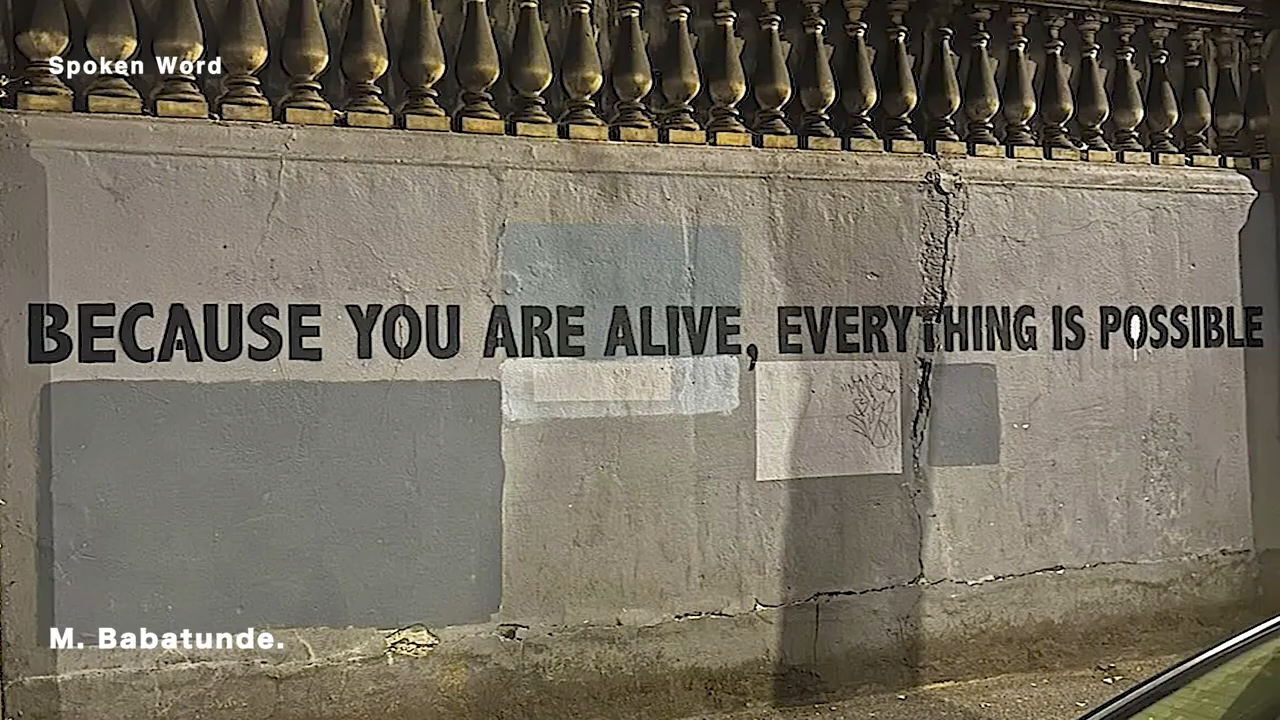 Spoken Word
BECAUSE YOU ARE ALIVE, EVERYTHING IS POSSIBLE
M. Babatunde.